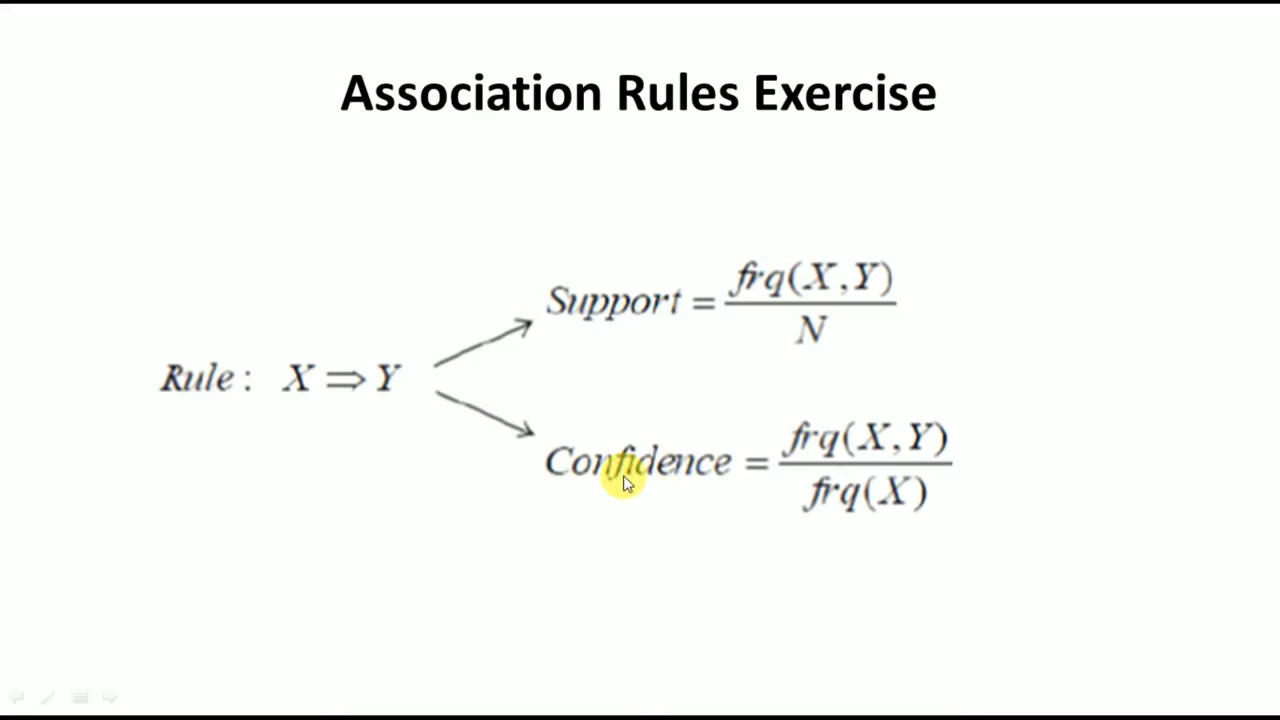 Association Rules Exercise
Support = frq(X,Y) / N
Rule: X ⇒ Y
Confidence = frq(X,Y) / frq(X)